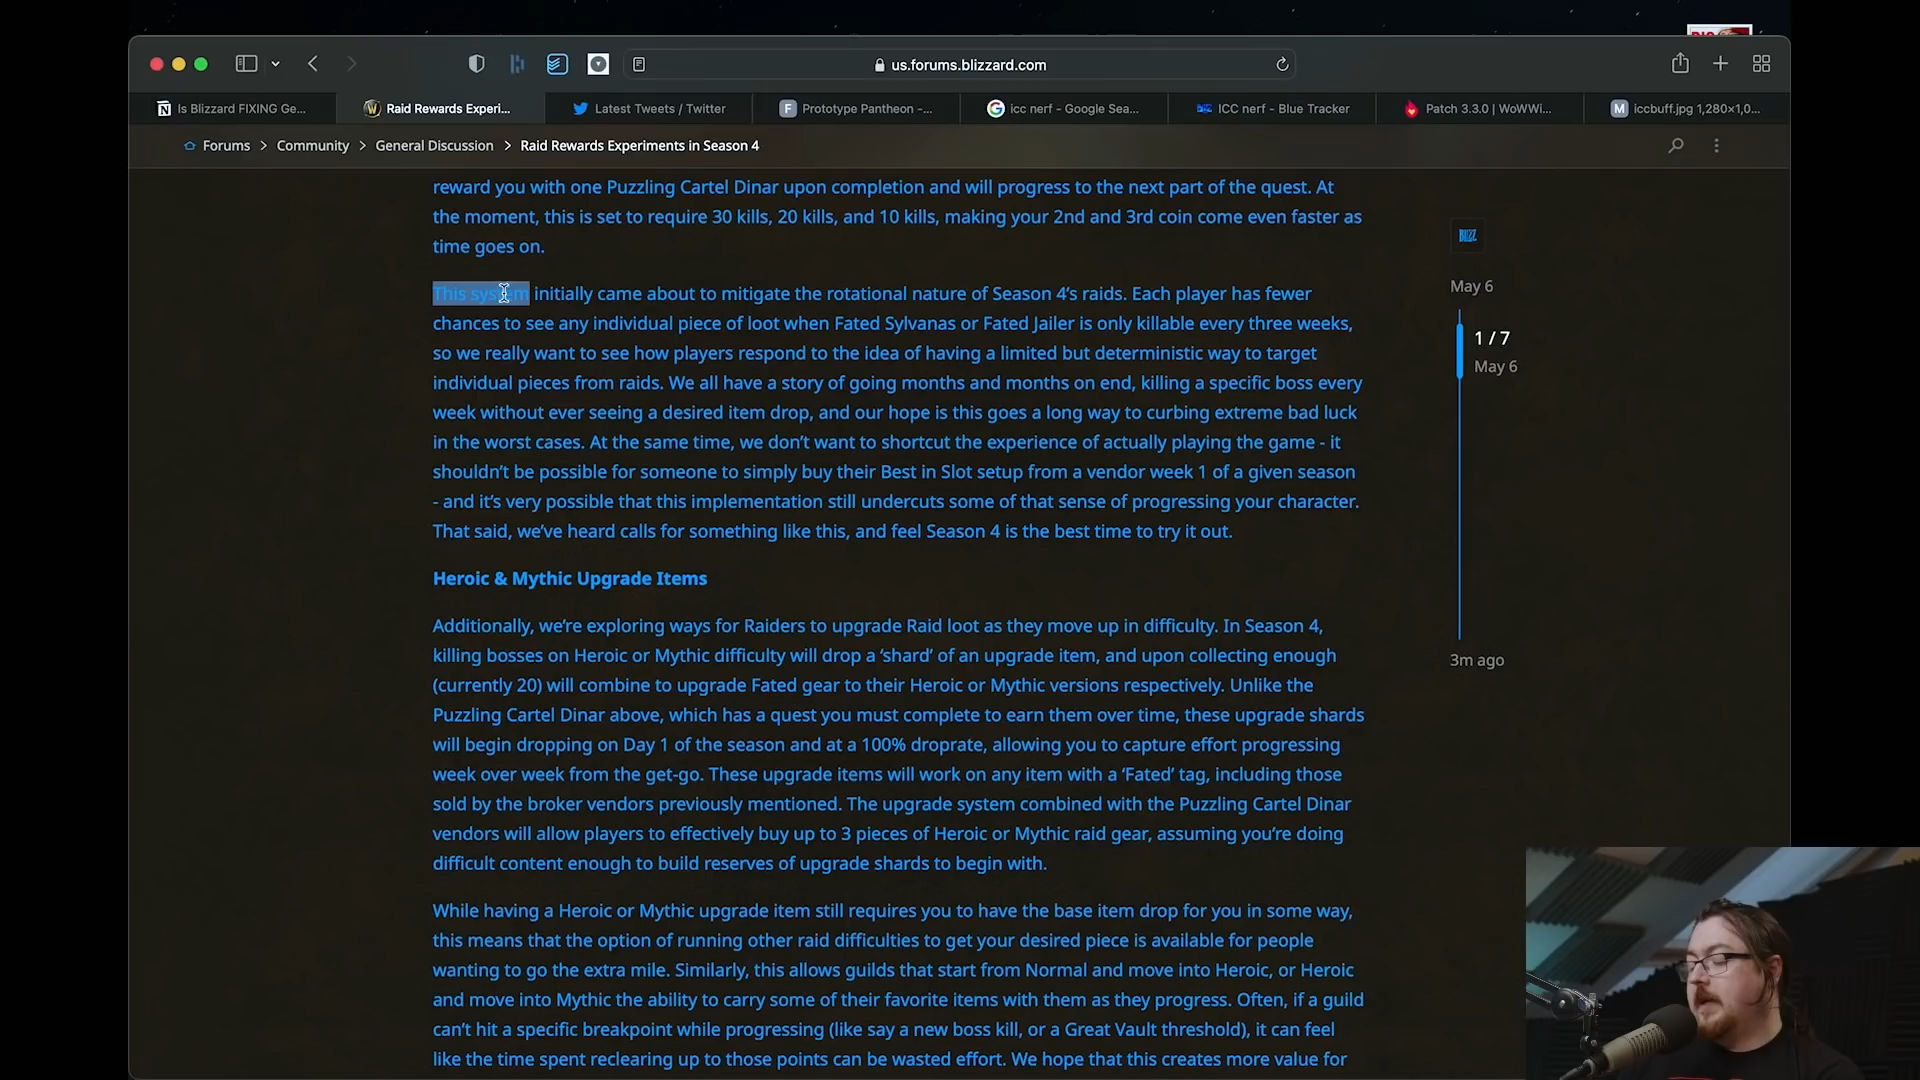 us.forums.blizzard.com
Is Blizzard FIXING Ge...
Raid Rewards Experi...
Latest Tweets / Twitter
F
Prototype Pantheon -...
icc nerf - Google Sea...
ICC nerf - Blue Tracker
Patch 3.3.0 | WoWWi...
M
iccbuff.jpg 1,280×1,0...
Forums > Community > General Discussion > Raid Rewards Experiments in Season 4
reward you with one Puzzling Cartel Dinar upon completion and will progress to the next part of the quest. At
the moment, this is set to require 30 kills, 20 kills, and 10 kills, making your 2nd and 3rd coin come even faster as
time goes on.
This system initially came about to mitigate the rotational nature of Season 4’s raids. Each player has fewer
chances to see any individual piece of loot when Fated Sylvanas or Fated Jailer is only killable every three weeks,
so we really want to see how players respond to the idea of having a limited but deterministic way to target
individual pieces from raids. We all have a story of going months and months on end, killing a specific boss every
week without ever seeing a desired item drop, and our hope is this goes a long way to curbing extreme bad luck
in the worst cases. At the same time, we don’t want to shortcut the experience of actually playing the game - it
shouldn’t be possible for someone to simply buy their Best in Slot setup from a vendor week 1 of a given season
- and it’s very possible that this implementation still undercuts some of that sense of progressing your character.
That said, we’ve heard calls for something like this, and feel Season 4 is the best time to try it out.
Heroic & Mythic Upgrade Items
Additionally, we’re exploring ways for Raiders to upgrade Raid loot as they move up in difficulty. In Season 4,
killing bosses on Heroic or Mythic difficulty will drop a ‘shard’ of an upgrade item, and upon collecting enough
(currently 20) will combine to upgrade Fated gear to their Heroic or Mythic versions respectively. Unlike the
Puzzling Cartel Dinar above, which has a quest you must complete to earn them over time, these upgrade shards
will begin dropping on Day 1 of the season and at a 100% droprate, allowing you to capture effort progressing
week over week from the get-go. These upgrade items will work on any item with a ‘Fated’ tag, including those
sold by the broker vendors previously mentioned. The upgrade system combined with the Puzzling Cartel Dinar
vendors will allow players to effectively buy up to 3 pieces of Heroic or Mythic raid gear, assuming you’re doing
difficult content enough to build reserves of upgrade shards to begin with.
While having a Heroic or Mythic upgrade item still requires you to have the base item drop for you in some way,
this means that the option of running other raid difficulties to get your desired piece is available for people
wanting to go the extra mile. Similarly, this allows guilds that start from Normal and move into Heroic, or Heroic
and move into Mythic the ability to carry some of their favorite items with them as they progress. Often, if a guild
can’t hit a specific breakpoint while progressing (like say a new boss kill, or a Great Vault threshold), it can feel
like the time spent reclearing up to those points can be wasted effort. We hope that this creates more value for
BLIZZ
May 6
1 / 7
May 6
3m ago